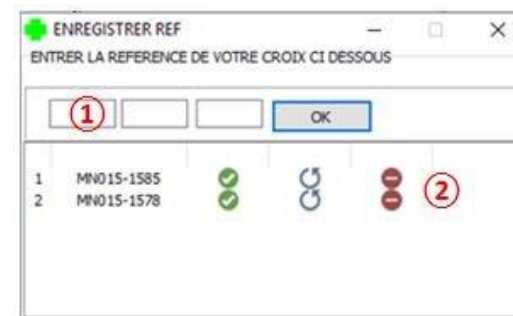 ENREGISTRER REF
ENTRER LA REFERENCE DE VOTRE CROIX CI DESSOUS
1 OK
1 MN015-1585
2 MN015-1578
2